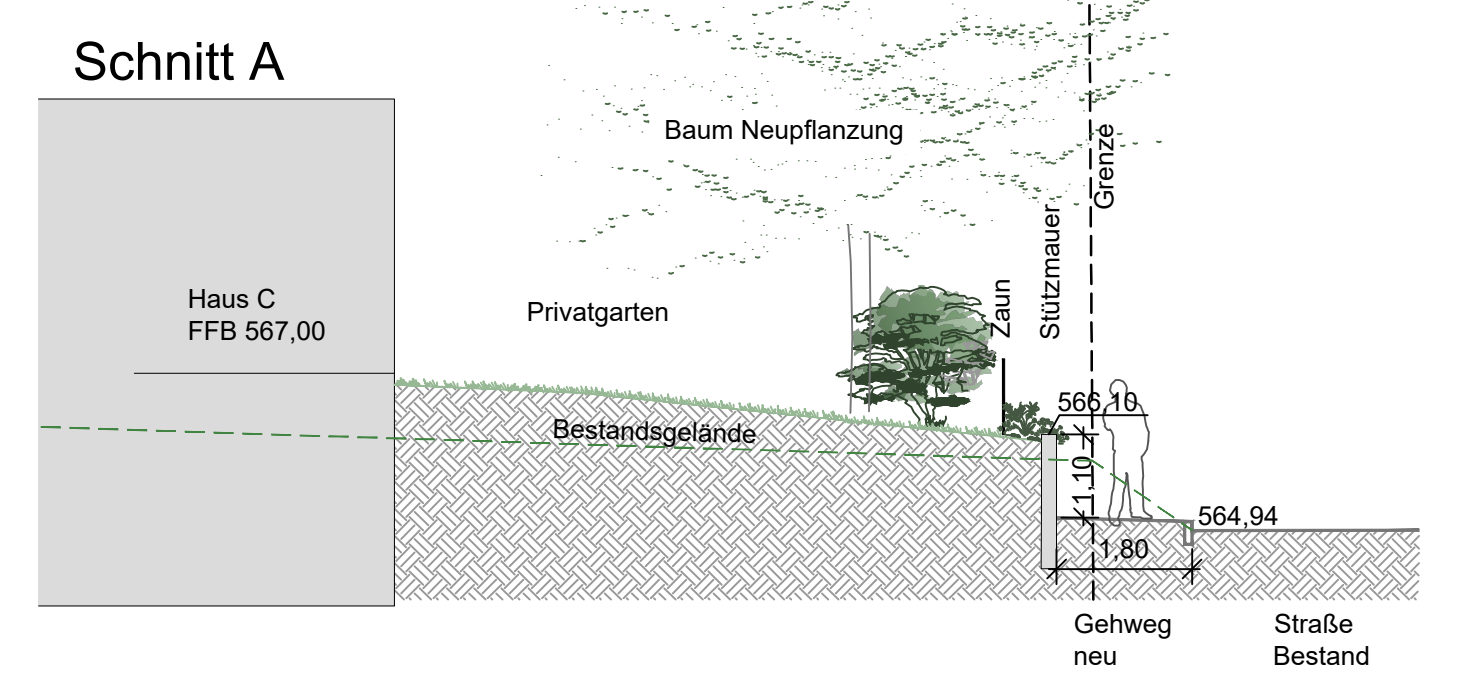 Schnitt A
Baum Neupflanzung
Grenze
Stützmauer
Zaun
Haus C
FFB 567,00
Privatgarten
566,10
Bestandsgelände
1,10
564,94
1,80
Gehweg
neu
Straße
Bestand